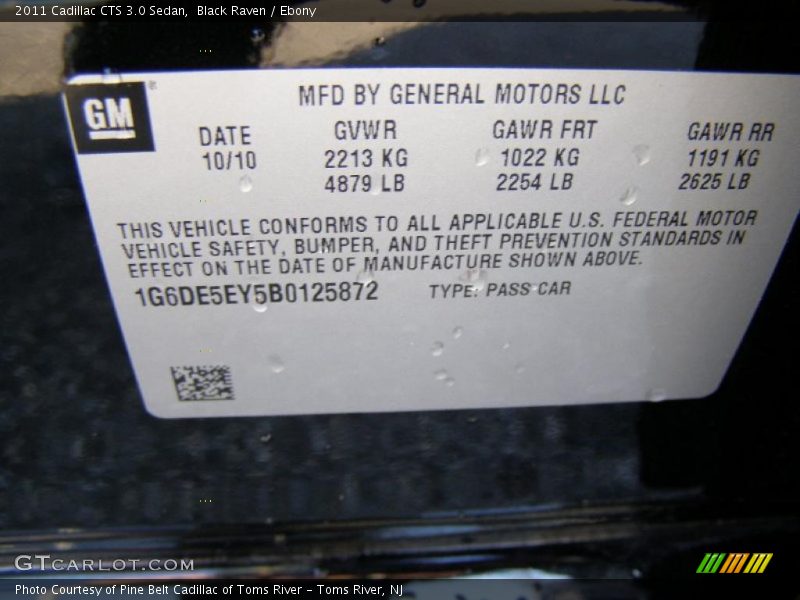 2011 Cadillac CTS 3.0 Sedan, Black Raven / Ebony
GM ®
MFD BY GENERAL MOTORS LLC
DATE GVWR GAWR FRT GAWR RR
10/10 2213 KG 1022 KG 1191 KG
4879 LB 2254 LB 2625 LB
THIS VEHICLE CONFORMS TO ALL APPLICABLE U.S. FEDERAL MOTOR
VEHICLE SAFETY, BUMPER, AND THEFT PREVENTION STANDARDS IN
EFFECT ON THE DATE OF MANUFACTURE SHOWN ABOVE.
1G6DE5EY5B0125872 TYPE: PASS CAR
GTCARLOT.COM
Photo Courtesy of Pine Belt Cadillac of Toms River - Toms River, NJ